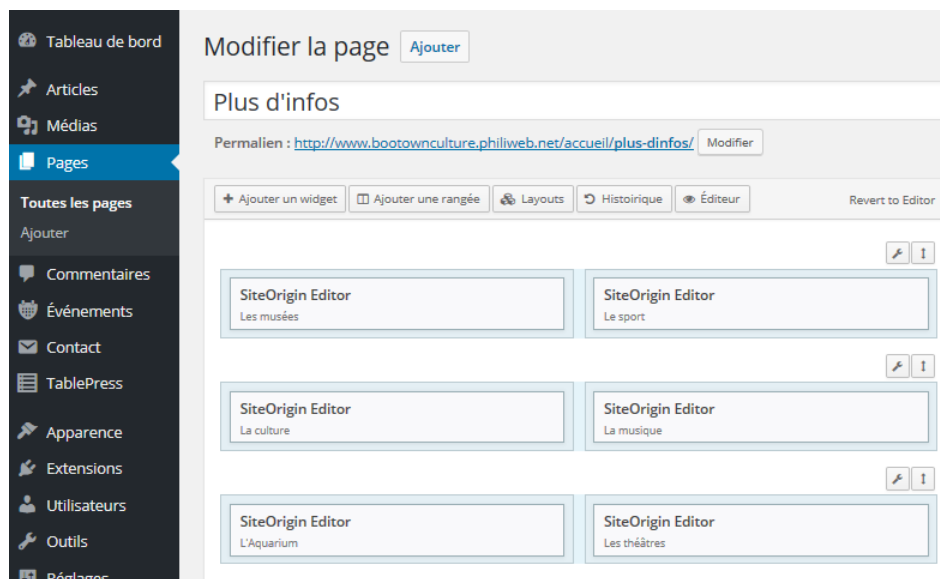 Tableau de bord
Articles
Médias
Pages
Toutes les pages
Ajouter
Commentaires
Événements
Contact
TablePress
Apparence
Extensions
Utilisateurs
Outils
Réglages
Modifier la page Ajouter
Plus d'infos
Permalien : http://www.bootownculture.philiweb.net/accueil/plus-dinfos/ Modifier
Ajouter un widget Ajouter une rangée Layouts Histoirique Éditeur Revert to Editor
SiteOrigin Editor SiteOrigin Editor
Les musées Le sport
SiteOrigin Editor SiteOrigin Editor
La culture La musique
SiteOrigin Editor SiteOrigin Editor
L'Aquarium Les théâtres